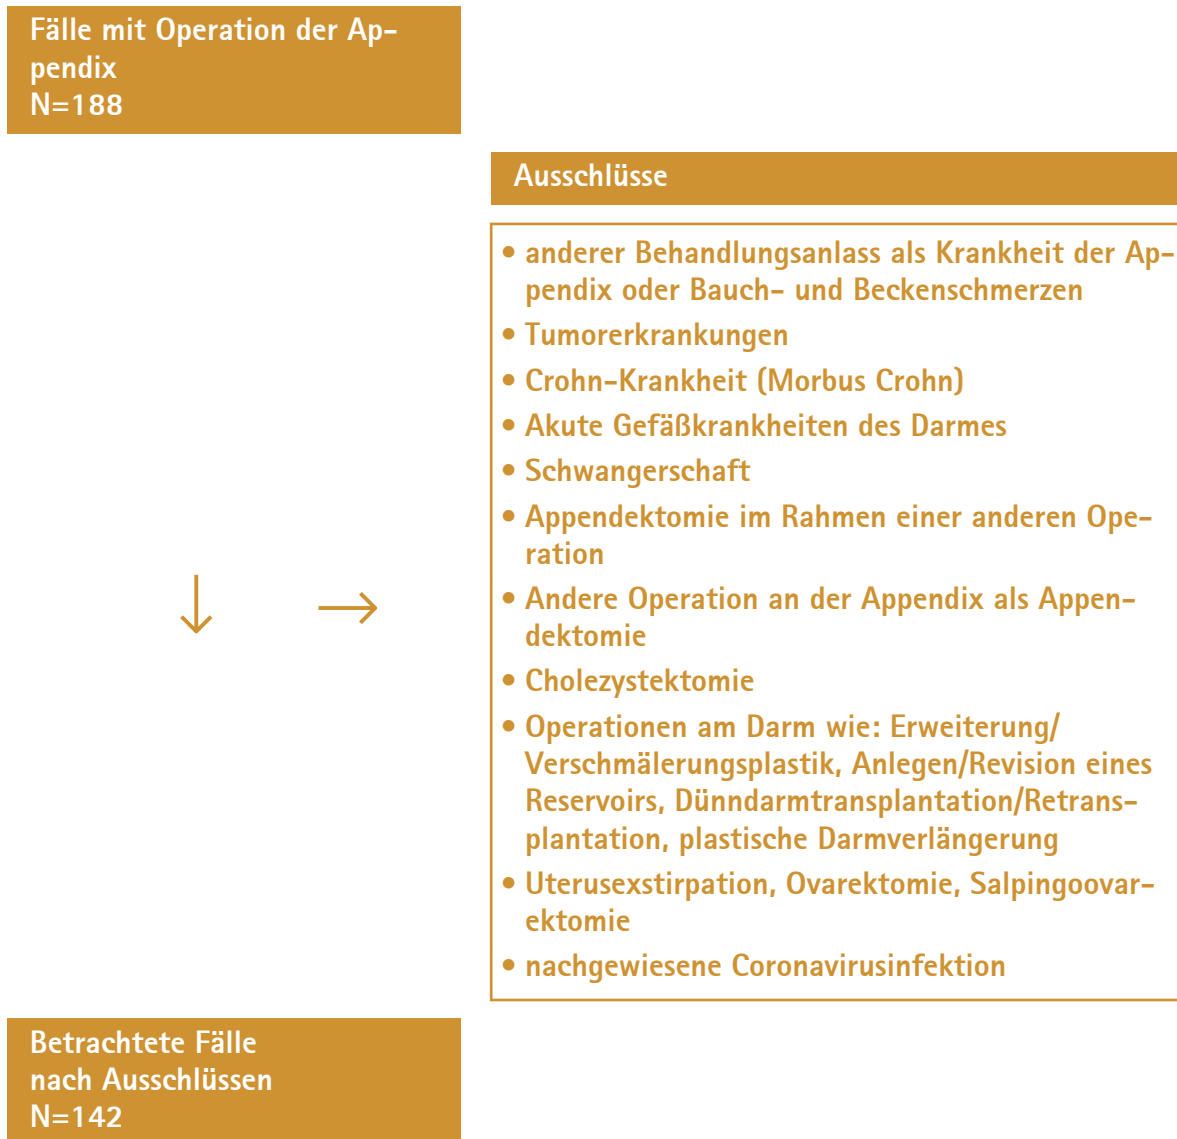 Fälle mit Operation der Ap-
pendix
N=188
Ausschlüsse
• anderer Behandlungsanlass als Krankheit der Ap-
pendix oder Bauch- und Beckenschmerzen
• Tumorerkrankungen
• Crohn-Krankheit (Morbus Crohn)
• Akute Gefäßkrankheiten des Darmes
• Schwangerschaft
• Appendektomie im Rahmen einer anderen Ope-
ration
• Andere Operation an der Appendix als Appen-
dektomie
• Cholezystektomie
• Operationen am Darm wie: Erweiterung/
Verschmälerungsplastik, Anlegen/Revision eines
Reservoirs, Dünndarmtransplantation/Retrans-
plantation, plastische Darmverlängerung
• Uterusexstirpation, Ovarektomie, Salpingoovar-
ektomie
• nachgewiesene Coronavirusinfektion
Betrachtete Fälle
nach Ausschlüssen
N=142